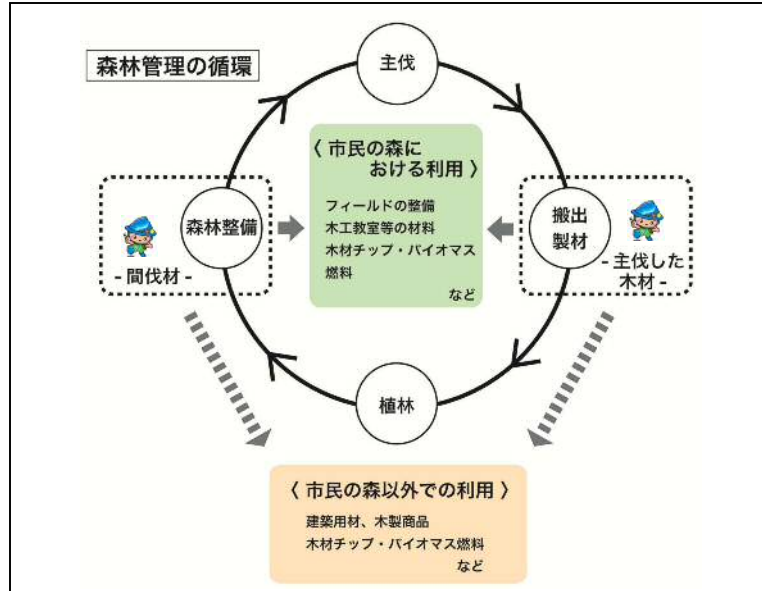 森林管理の循環
主伐
〈 市民の森に
おける利用 〉
フィールドの整備
木工教室等の材料
木材チップ・バイオマス
燃料
など
森林整備
- 間伐材 -
搬出
製材
- 主伐した
木材 -
植林
〈 市民の森以外での利用 〉
建築用材、木製商品
木材チップ・バイオマス燃料
など